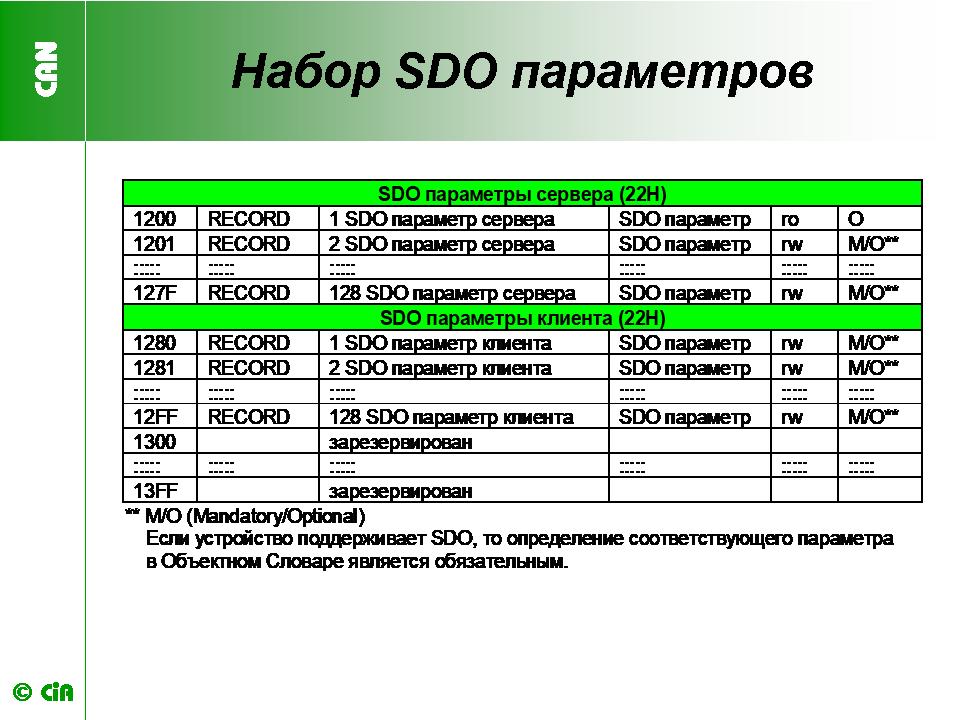 CAN
Набор SDO параметров
SDO параметры сервера (22H)
1200 RECORD 1 SDO параметр сервера SDO параметр ro O
1201 RECORD 2 SDO параметр сервера SDO параметр rw M/O**
----- ----- ----- ----- ----- -----
127F RECORD 128 SDO параметр сервера SDO параметр rw M/O**
SDO параметры клиента (22H)
1280 RECORD 1 SDO параметр клиента SDO параметр rw M/O**
1281 RECORD 2 SDO параметр клиента SDO параметр rw M/O**
----- ----- ----- ----- ----- -----
12FF RECORD 128 SDO параметр клиента SDO параметр rw M/O**
1300 зарезервирован
----- ----- ----- ----- ----- -----
13FF зарезервирован
** M/O (Mandatory/Optional)
Если устройство поддерживает SDO, то определение соответствующего параметра
в Объектном Словаре является обязательным.
© CiA